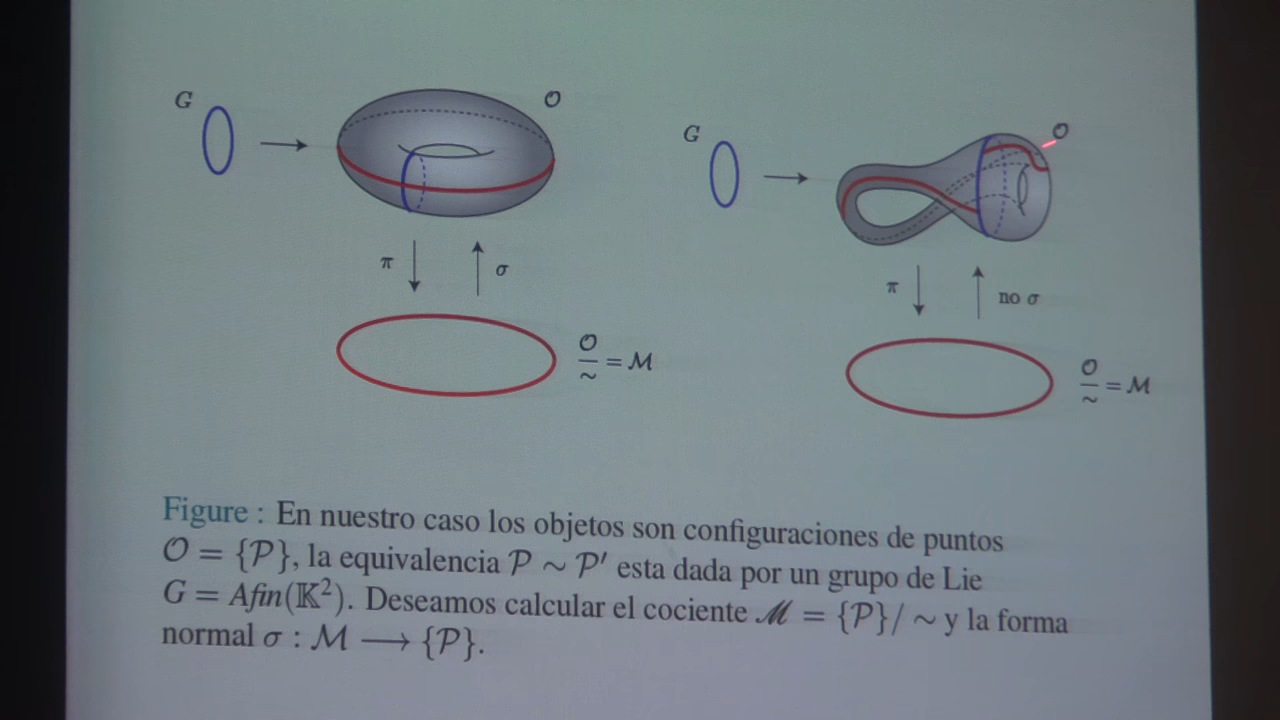 G
𝒪
π
σ
𝒪/∼ = ℳ
G
𝒪
π
no σ
𝒪/∼ = ℳ
Figure : En nuestro caso los objetos son configuraciones de puntos
𝒪 = {𝒫}, la equivalencia 𝒫 ∼ 𝒫′ esta dada por un grupo de Lie
G = Afin(𝕂²). Deseamos calcular el cociente ℳ = {𝒫}/ ∼ y la forma
normal σ : ℳ ⟶ {𝒫}.